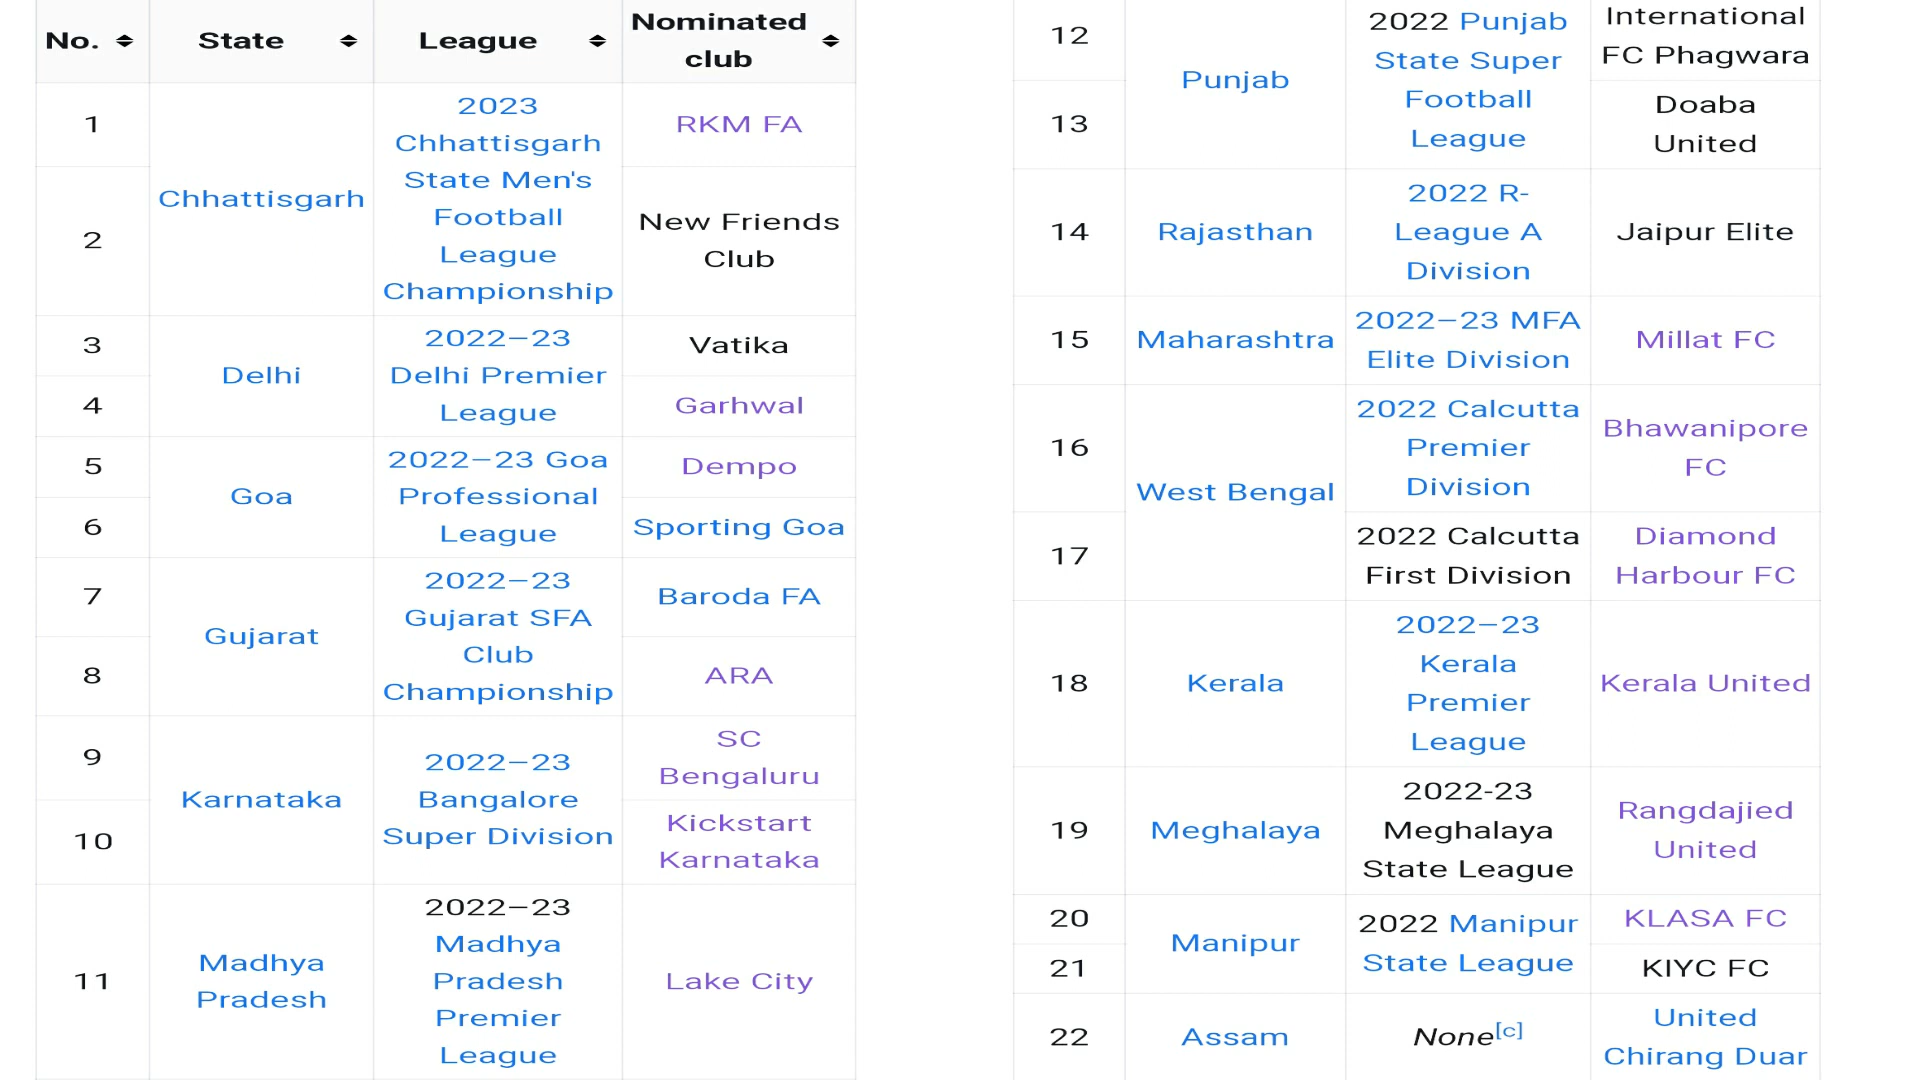 No.
State
League
Nominated
club
1
Chhattisgarh
2023
Chhattisgarh
State Men's
Football
League
Championship
RKM FA
2
New Friends
Club
3
Delhi
2022–23
Delhi Premier
League
Vatika
4
Garhwal
5
Goa
2022–23 Goa
Professional
League
Dempo
6
Sporting Goa
7
Gujarat
2022–23
Gujarat SFA
Club
Championship
Baroda FA
8
ARA
9
Karnataka
2022–23
Bangalore
Super Division
SC
Bengaluru
10
Kickstart
Karnataka
11
Madhya
Pradesh
2022–23
Madhya
Pradesh
Premier
League
Lake City
12
Punjab
2022 Punjab
State Super
Football
League
International
FC Phagwara
13
Doaba
United
14
Rajasthan
2022 R-
League A
Division
Jaipur Elite
15
Maharashtra
2022–23 MFA
Elite Division
Millat FC
16
West Bengal
2022 Calcutta
Premier
Division
Bhawanipore
FC
17
2022 Calcutta
First Division
Diamond
Harbour FC
18
Kerala
2022–23
Kerala
Premier
League
Kerala United
19
Meghalaya
2022-23
Meghalaya
State League
Rangdajied
United
20
Manipur
2022 Manipur
State League
KLASA FC
21
KIYC FC
22
Assam
None[c]
United
Chirang Duar